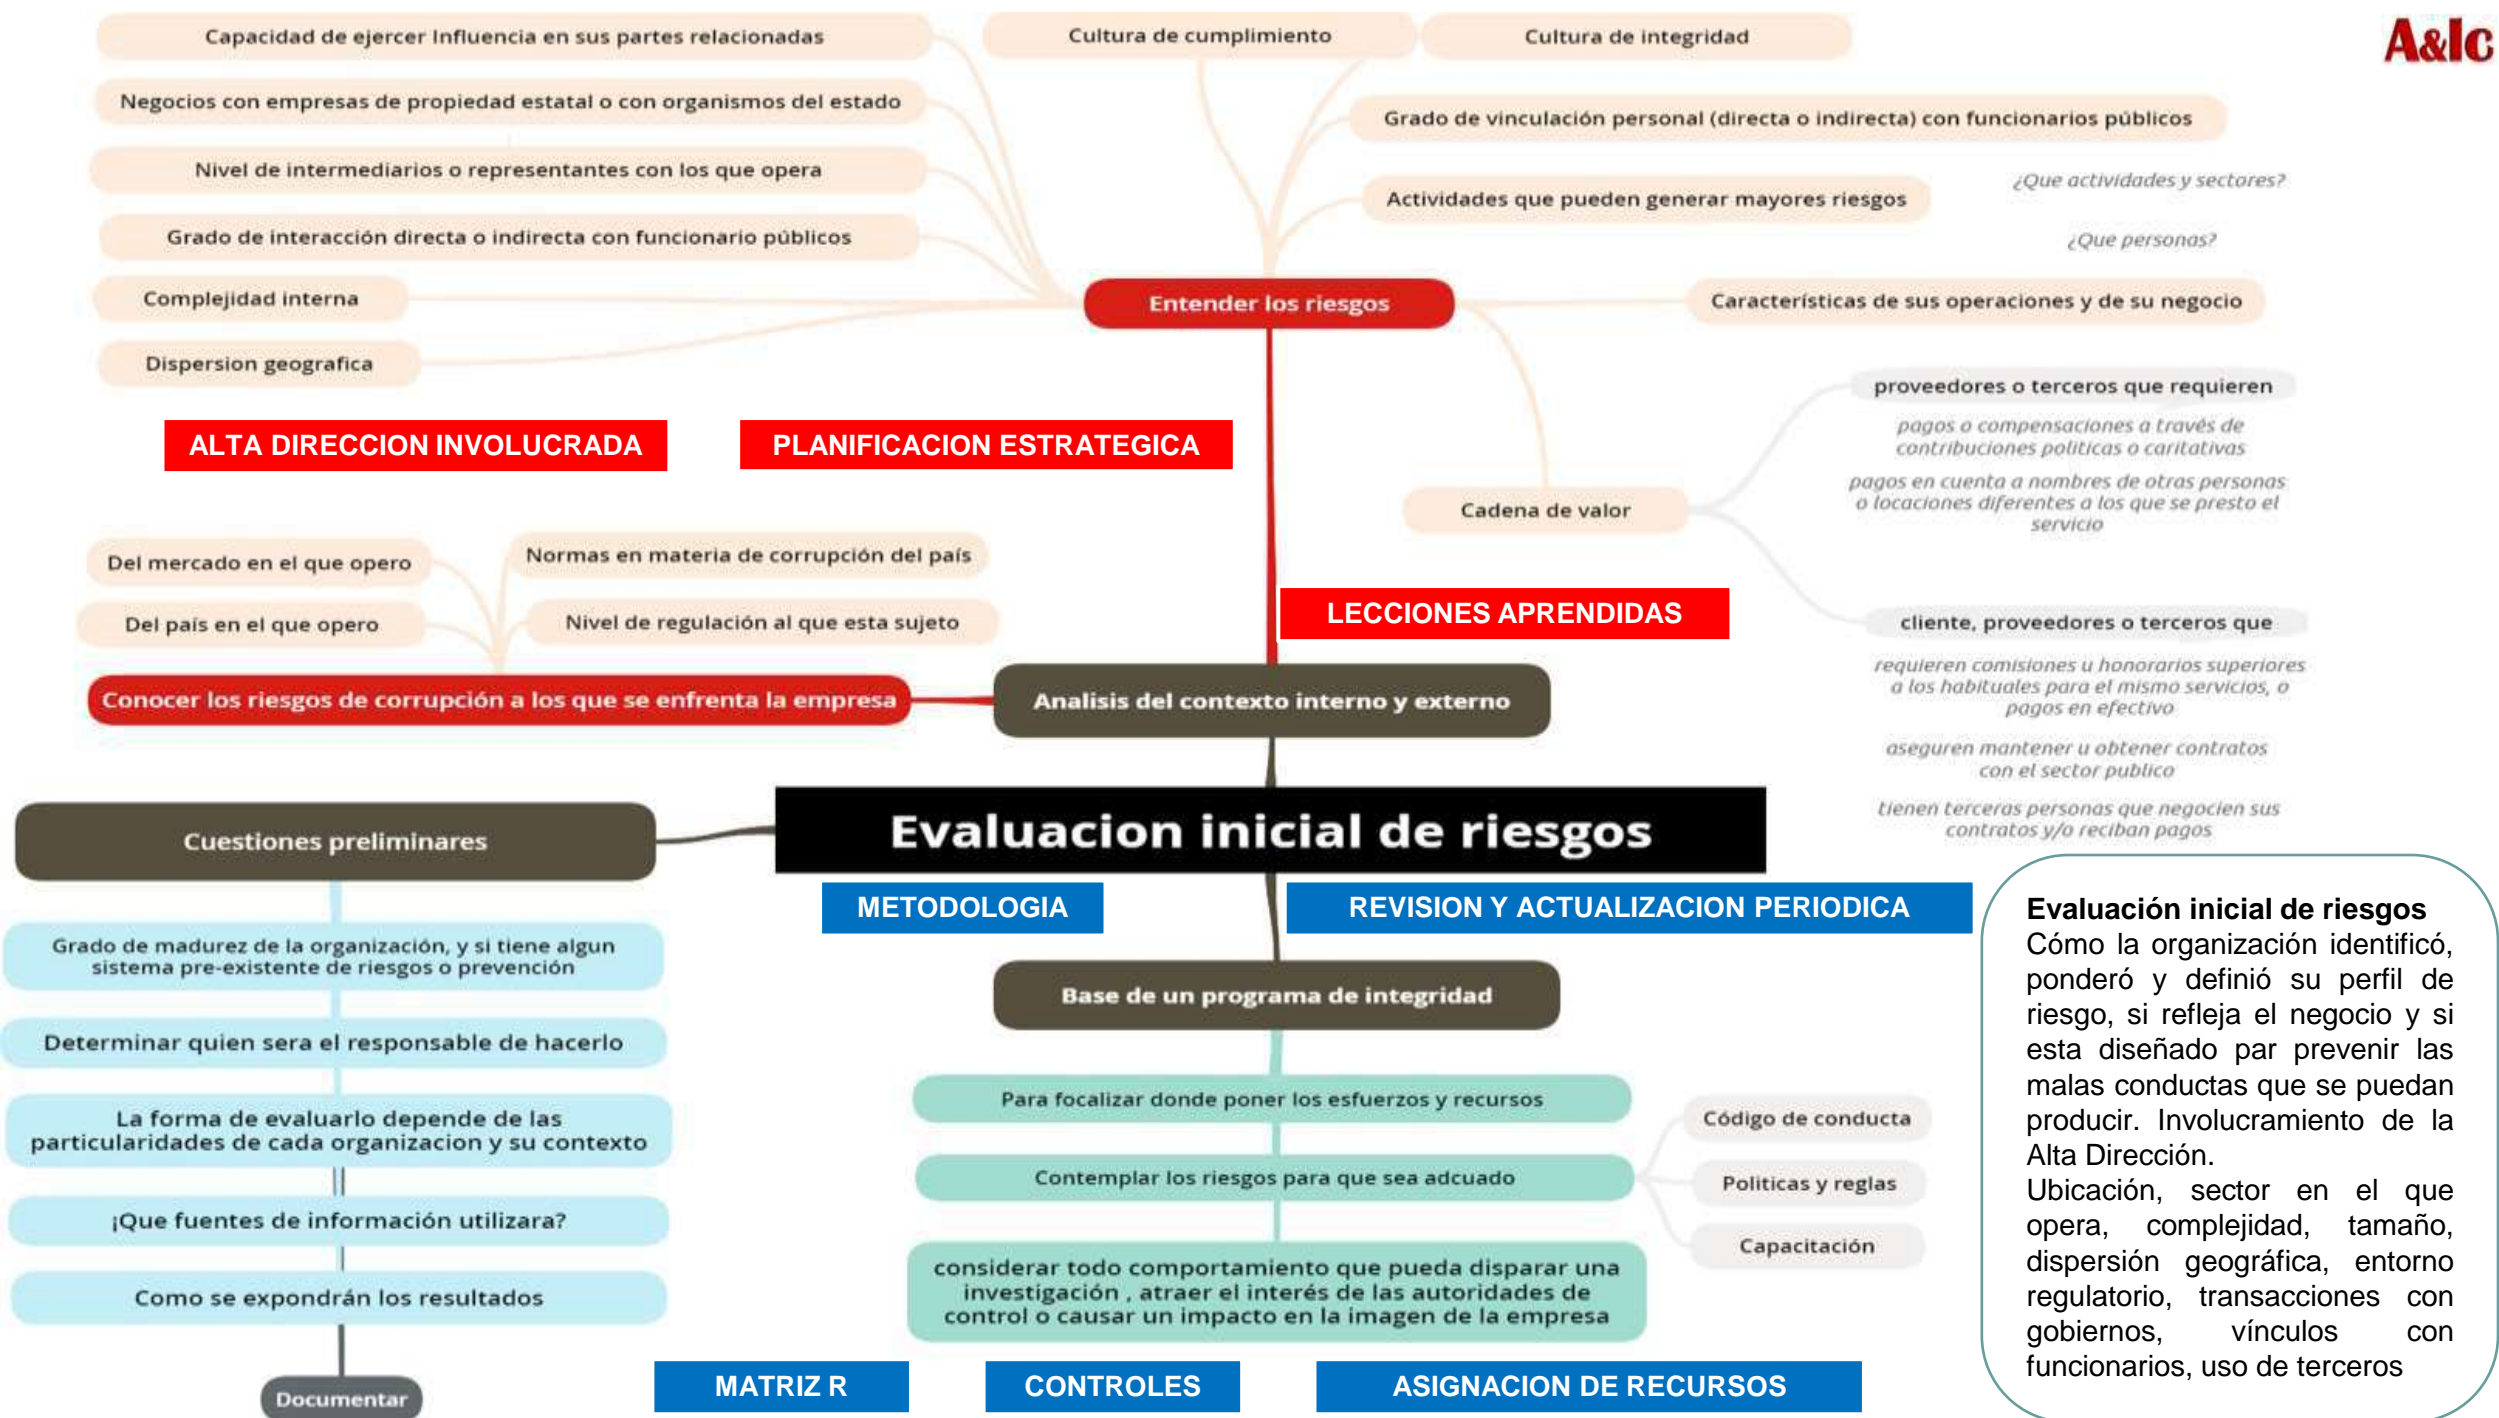 A&Ic
Capacidad de ejercer Influencia en sus partes relacionadas
Negocios con empresas de propiedad estatal o con organismos del estado
Nivel de intermediarios o representantes con los que opera
Grado de interacción directa o indirecta con funcionario públicos
Complejidad interna
Dispersion geografica
Cultura de cumplimiento
Cultura de integridad
Grado de vinculación personal (directa o indirecta) con funcionarios públicos
Actividades que pueden generar mayores riesgos
¿Que actividades y sectores?
¿Que personas?
Entender los riesgos
Características de sus operaciones y de su negocio
proveedores o terceros que requieren
pagos o compensaciones a través de
contribuciones politicas o caritativas
pagos en cuenta a nombres de otras personas
o locaciones diferentes a los que se presto el
servicio
Cadena de valor
cliente, proveedores o terceros que
requieren comisiones u honorarios superiores
a los habituales para el mismo servicios, o
pagos en efectivo
aseguren mantener u obtener contratos
con el sector publico
tienen terceras personas que negocien sus
contratos y/o reciban pagos
ALTA DIRECCION INVOLUCRADA
PLANIFICACION ESTRATEGICA
LECCIONES APRENDIDAS
Del mercado en el que opero
Normas en materia de corrupción del país
Del país en el que opero
Nivel de regulación al que esta sujeto
Conocer los riesgos de corrupción a los que se enfrenta la empresa
Analisis del contexto interno y externo
Evaluacion inicial de riesgos
Cuestiones preliminares
Grado de madurez de la organización, y si tiene algun
sistema pre-existente de riesgos o prevención
Determinar quien sera el responsable de hacerlo
La forma de evaluarlo depende de las
particularidades de cada organizacion y su contexto
¡Que fuentes de información utilizara?
Como se expondrán los resultados
Documentar
METODOLOGIA
REVISION Y ACTUALIZACION PERIODICA
Base de un programa de integridad
Para focalizar donde poner los esfuerzos y recursos
Contemplar los riesgos para que sea adcuado
Código de conducta
Politicas y reglas
Capacitación
considerar todo comportamiento que pueda disparar una
investigación , atraer el interés de las autoridades de
control o causar un impacto en la imagen de la empresa
MATRIZ R
CONTROLES
ASIGNACION DE RECURSOS
Evaluación inicial de riesgos
Cómo la organización identificó,
ponderó y definió su perfil de
riesgo, si refleja el negocio y si
esta diseñado par prevenir las
malas conductas que se puedan
producir. Involucramiento de la
Alta Dirección.
Ubicación, sector en el que
opera, complejidad, tamaño,
dispersión geográfica, entorno
regulatorio, transacciones con
gobiernos, vínculos con
funcionarios, uso de terceros